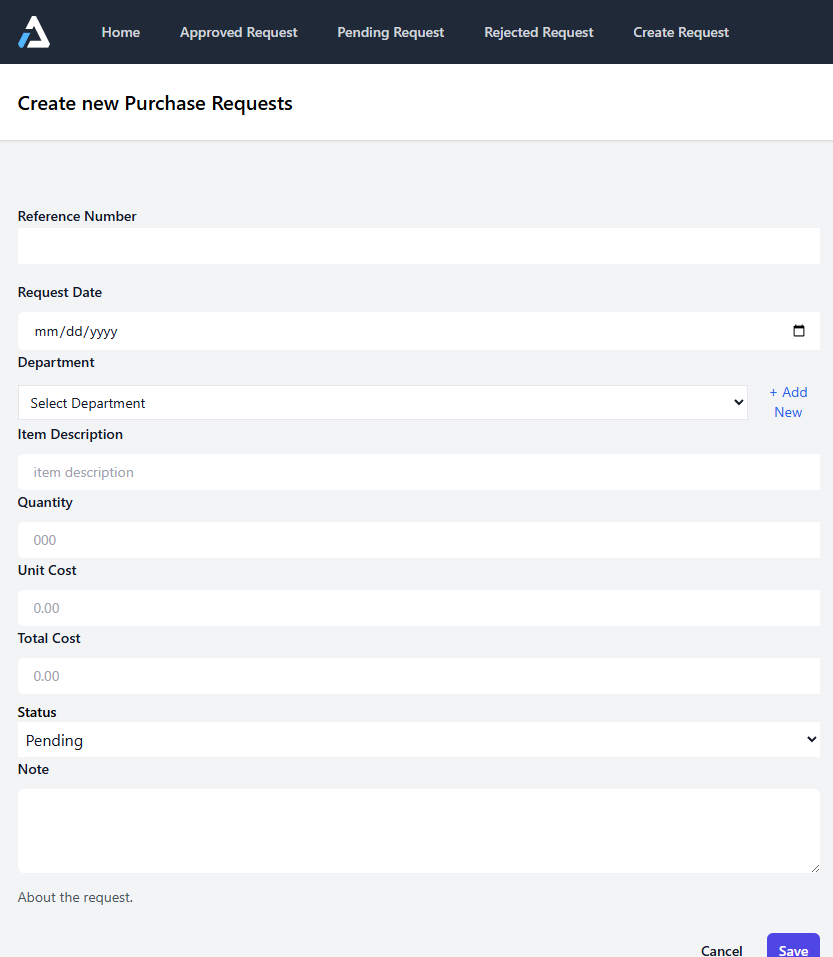 Home Approved Request Pending Request Rejected Request Create Request
Create new Purchase Requests
Reference Number
Request Date
mm/dd/yyyy
Department
Select Department
+ Add
New
Item Description
item description
Quantity
000
Unit Cost
0.00
Total Cost
0.00
Status
Pending
Note
About the request.
Cancel Save